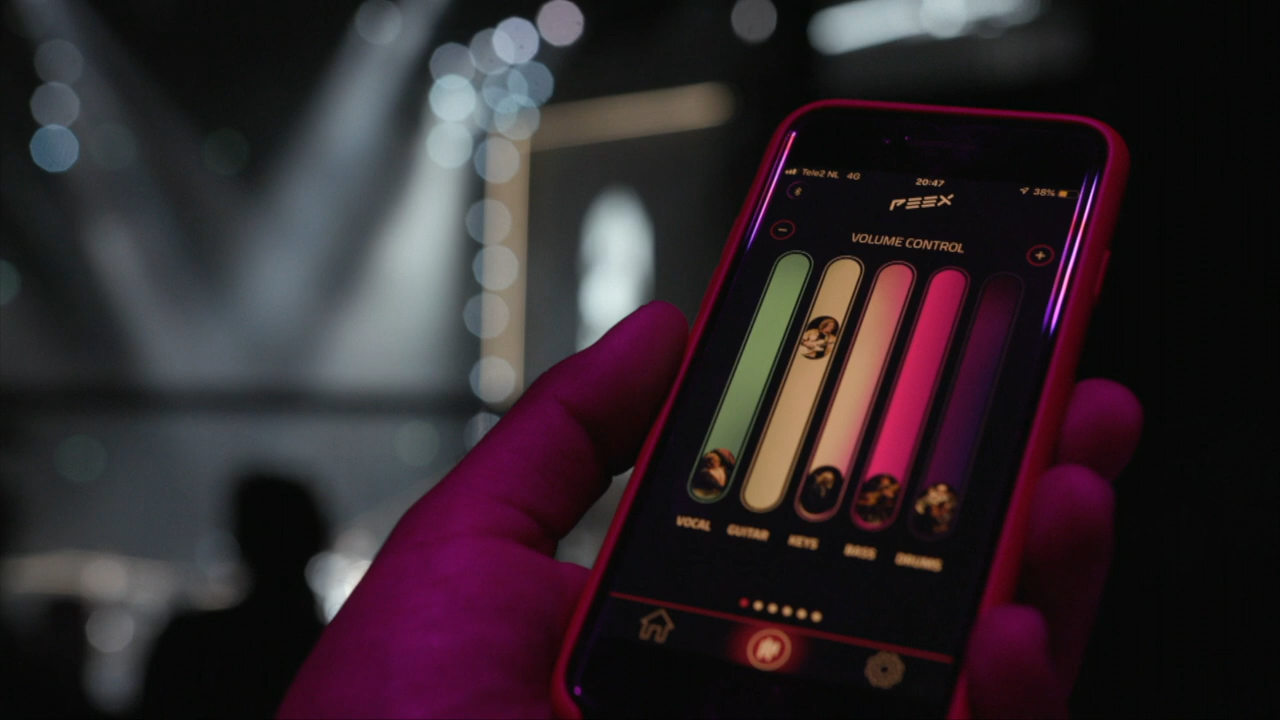 Tele2 NL 4G 20:47 38%
PEEX
VOLUME CONTROL
VOCAL GUITAR KEYS BASS DRUMS